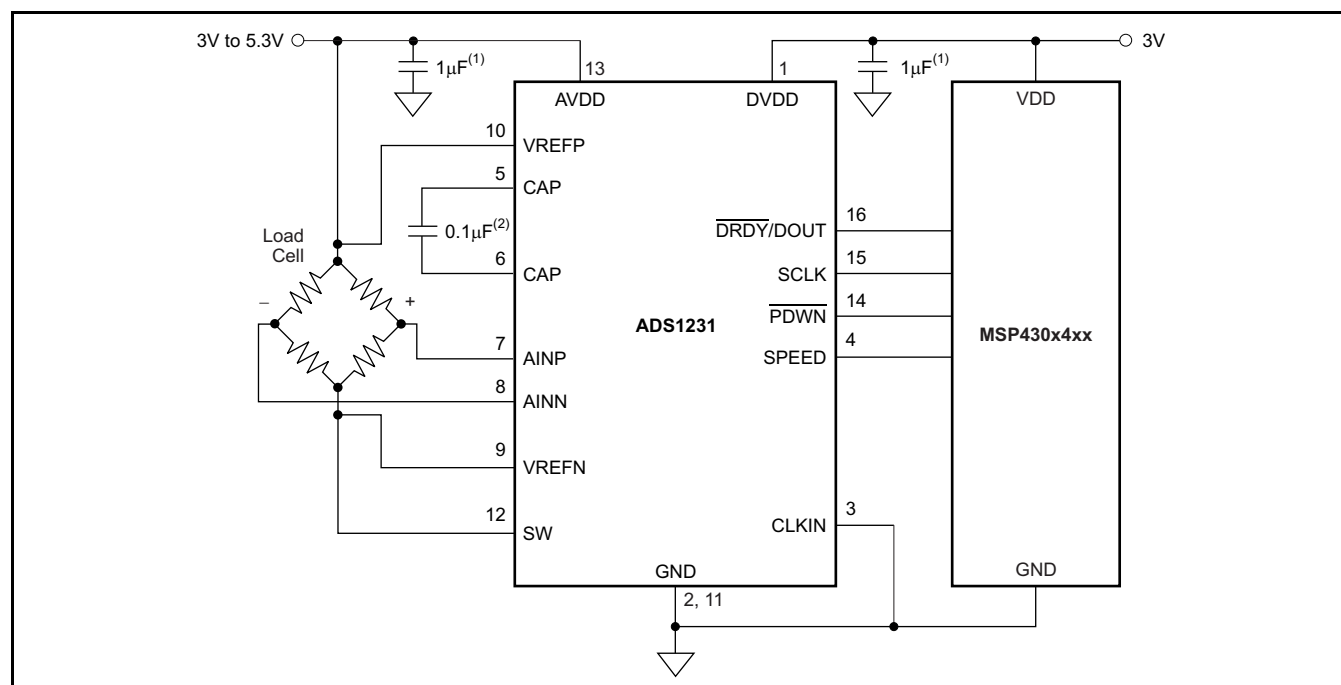 3V to 5.3V
3V
1μF(1)
13
1
1μF(1)
AVDD
DVDD
VDD
10
VREFP
5
CAP
0.1μF(2)
6
CAP
Load
Cell
–
+
DRDY/DOUT
16
SCLK
15
PDWN
14
SPEED
4
ADS1231
MSP430x4xx
7
AINP
8
AINN
9
VREFN
12
SW
3
CLKIN
GND
2, 11
GND